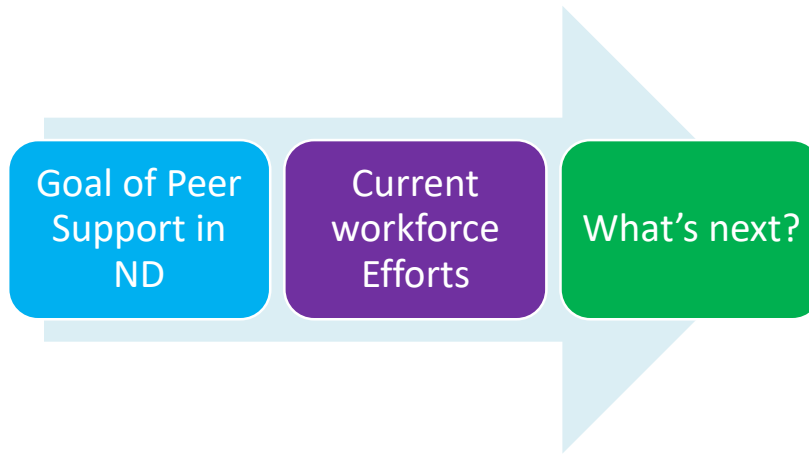 Goal of Peer
Support in
ND
Current
workforce
Efforts
What's next?